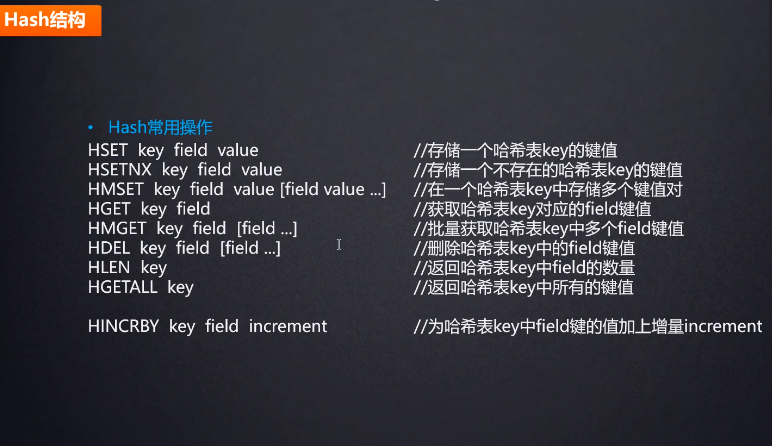 Hash结构
• Hash常用操作
HSET key field value //存储一个哈希表key的键值
HSETNX key field value //存储一个不存在的哈希表key的键值
HMSET key field value [field value ...] //在一个哈希表key中存储多个键值对
HGET key field //获取哈希表key对应的field键值
HMGET key field [field ...] //批量获取哈希表key中多个field键值
HDEL key field [field ...] //删除哈希表key中的field键值
HLEN key //返回哈希表key中field的数量
HGETALL key //返回哈希表key中所有的键值
HINCRBY key field increment //为哈希表key中field键的值加上增量increment